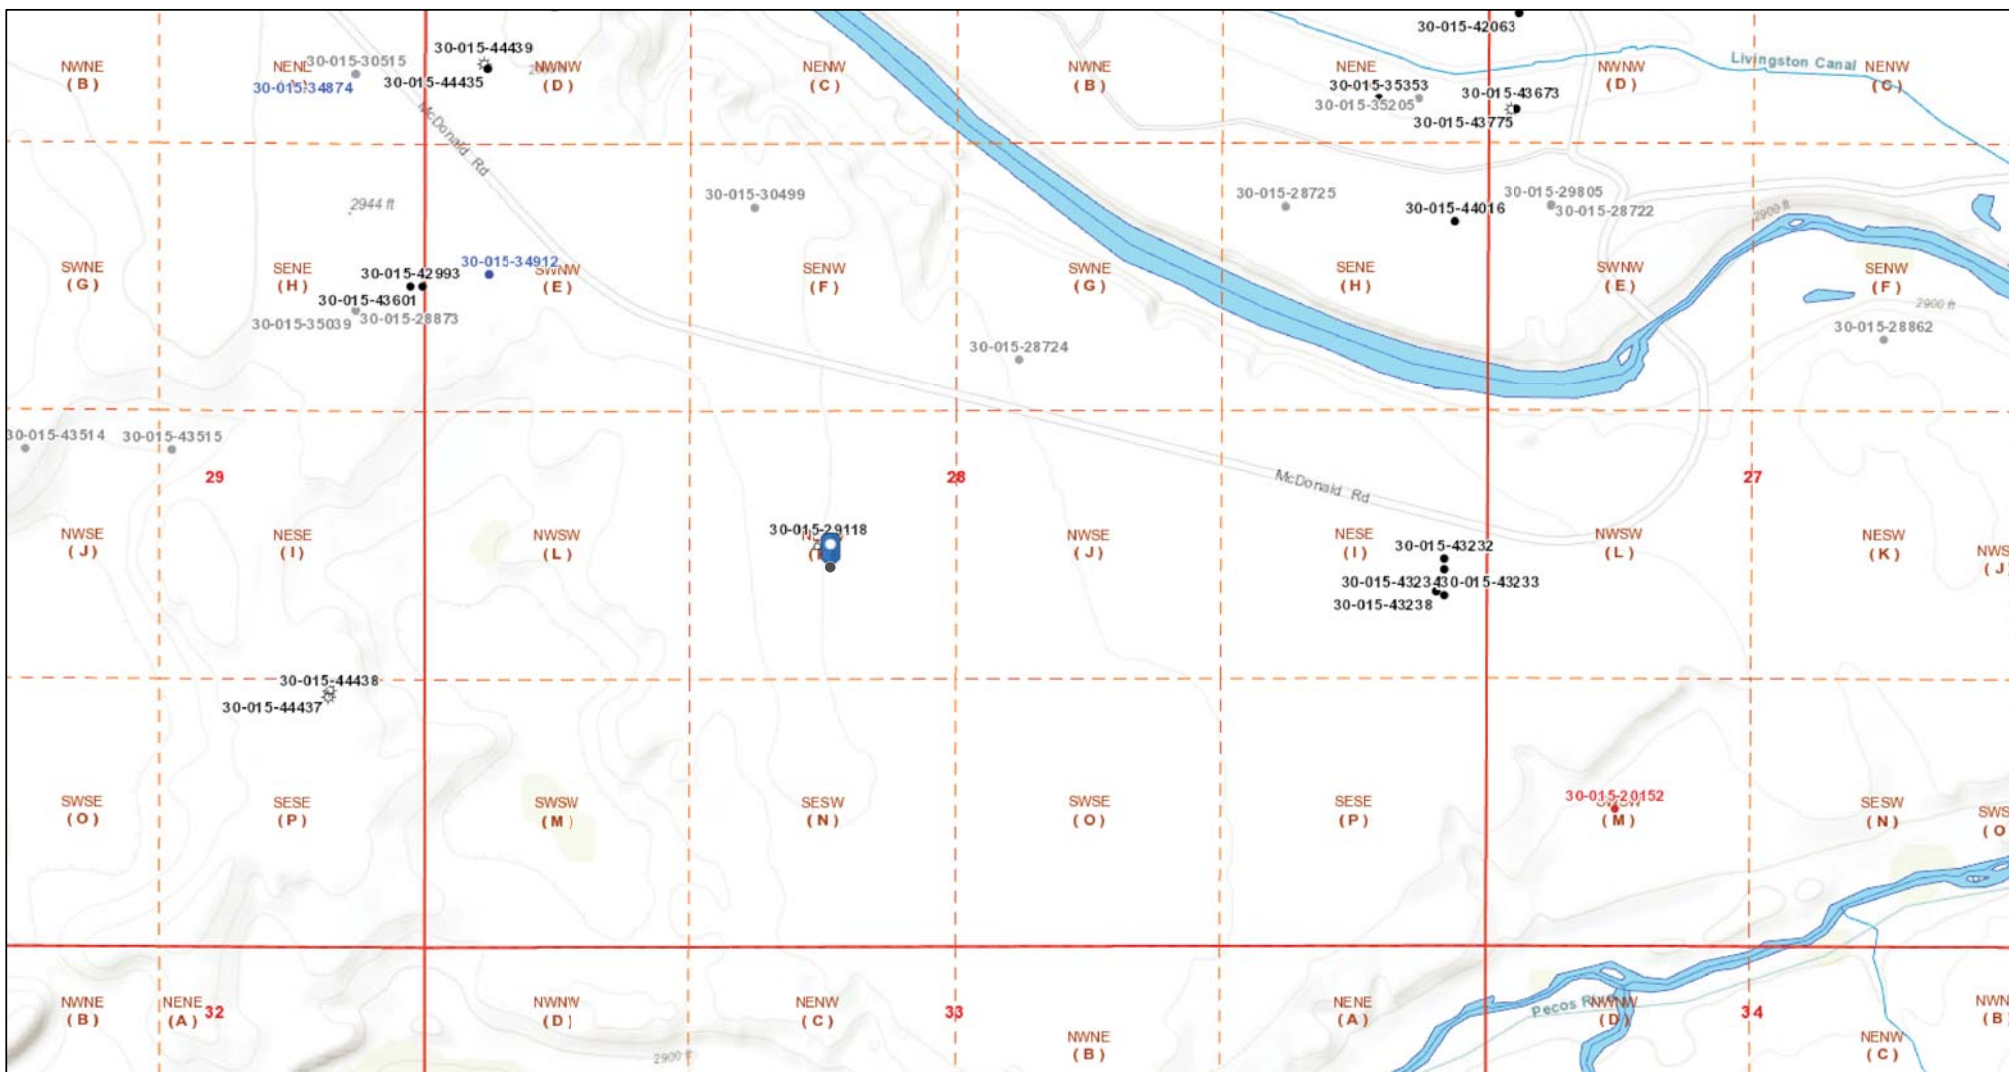 30-015-42063
30-015-44439
NWNE
(B)
30-015-30515
30-015-34874
30-015-44435
NWNW
(D)
NENW
(C)
NWNE
(B)
NENE
30-015-35353
30-015-35205
30-015-43673
30-015-43775
NWNW
(D)
Livingston Canal
NENW
(C)
McDonald Rd
2944 ft
30-015-30499
30-015-28725
30-015-44016
30-015-29805
30-015-28722
2900 ft
SWNE
(G)
SENE
(H)
30-015-42993
30-015-43601
30-015-35039
30-015-28873
30-015-34912
SWNW
(E)
SENW
(F)
SWNE
(G)
SENE
(H)
SWNW
(E)
SENW
(F)
2900 ft
30-015-28862
30-015-28724
30-015-43514
30-015-43515
29
28
27
McDonald Rd
NWSE
(J)
NESE
(I)
NWSW
(L)
30-015-29118
NWSE
(J)
NESE
(I)
30-015-43232
30-015-43234
30-015-43233
30-015-43238
NWSW
(L)
NESW
(K)
NWS
(J)
30-015-44438
30-015-44437
SWSE
(O)
SESE
(P)
SWSW
(M)
SESW
(N)
SWSE
(O)
SESE
(P)
30-015-20152
SWSW
(M)
SESW
(N)
SWS
(O
NWNE
(B)
NENE
(A)
32
NWNW
(D)
NENW
(C)
33
NWNE
(B)
NENE
(A)
Pecos River
NWNW
(D)
34
NENW
(C)
NWN
(B)
2900 ft